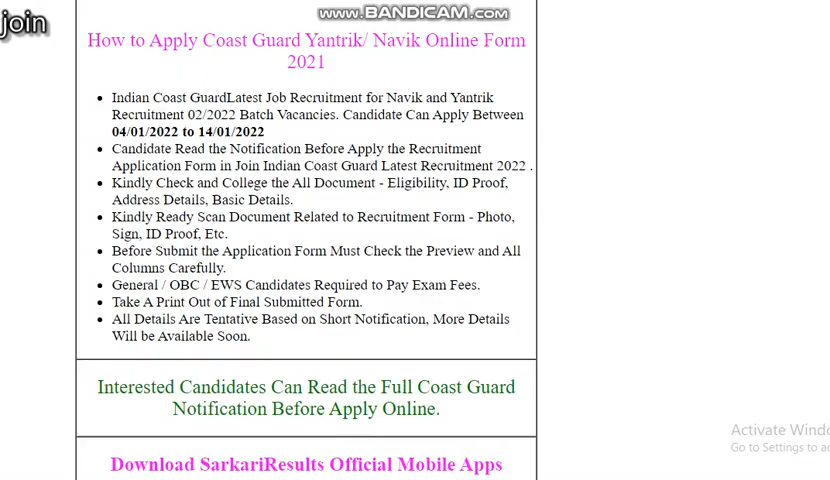 www.BANDICAM.com
join
How to Apply Coast Guard Yantrik/ Navik Online Form
2021
Indian Coast GuardLatest Job Recruitment for Navik and Yantrik
Recruitment 02/2022 Batch Vacancies. Candidate Can Apply Between
04/01/2022 to 14/01/2022
Candidate Read the Notification Before Apply the Recruitment
Application Form in Join Indian Coast Guard Latest Recruitment 2022 .
Kindly Check and College the All Document - Eligibility, ID Proof,
Address Details, Basic Details.
Kindly Ready Scan Document Related to Recruitment Form - Photo,
Sign, ID Proof, Etc.
Before Submit the Application Form Must Check the Preview and All
Columns Carefully.
General / OBC / EWS Candidates Required to Pay Exam Fees.
Take A Print Out of Final Submitted Form.
All Details Are Tentative Based on Short Notification, More Details
Will be Available Soon.
Interested Candidates Can Read the Full Coast Guard
Notification Before Apply Online.
Activate Windo
Go to Settings to a
Download SarkariResults Official Mobile Apps